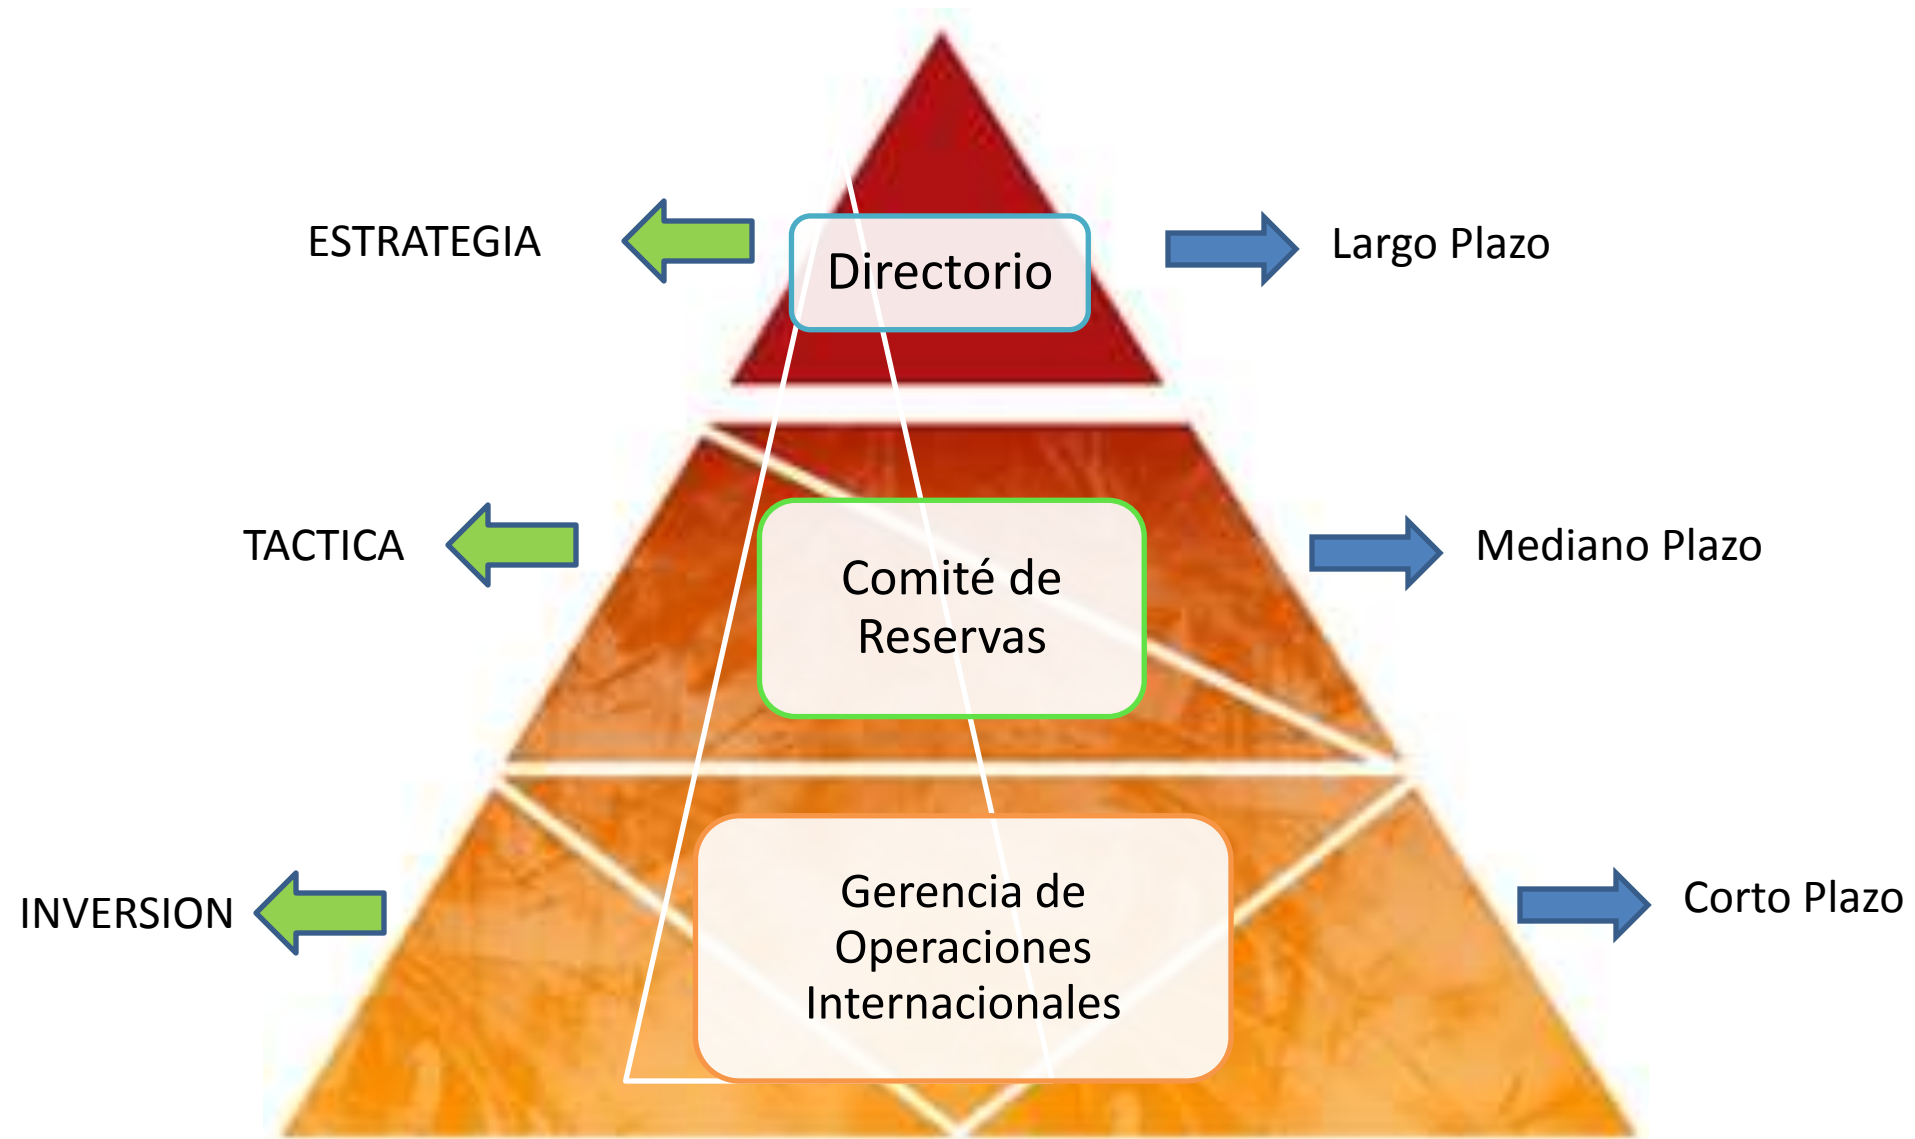 ESTRATEGIA
Directorio
Largo Plazo
TACTICA
Comité de
Reservas
Mediano Plazo
INVERSION
Gerencia de
Operaciones
Internacionales
Corto Plazo